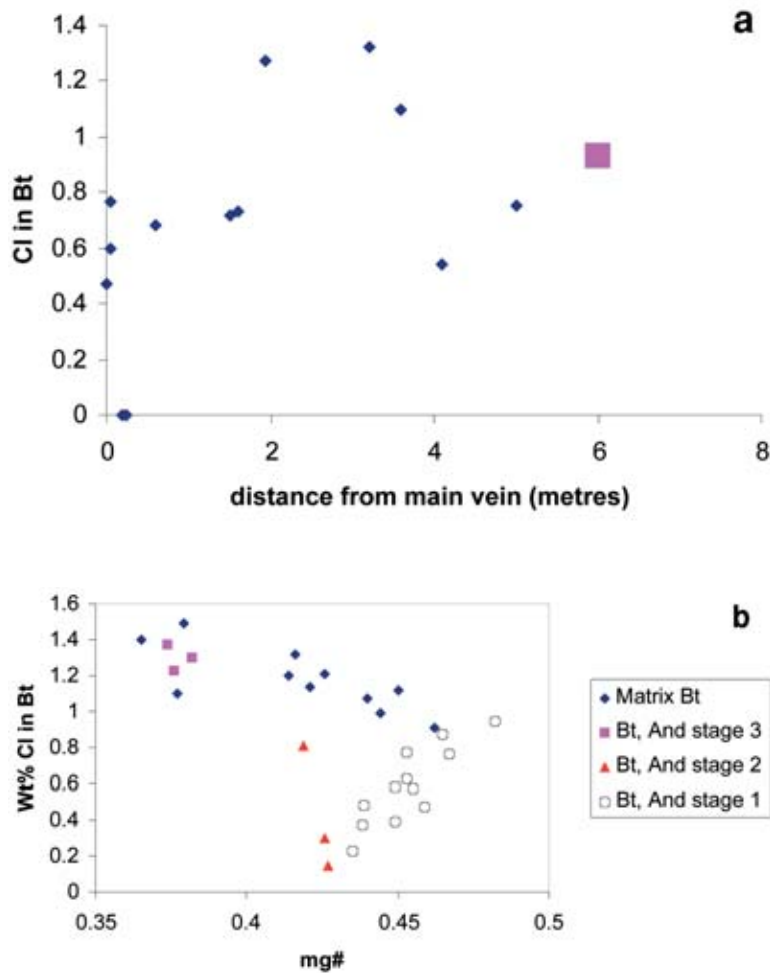 a
1.4
1.2
1
0.8
0.6
0.4
0.2
0
Cl in Bt
0 2 4 6 8
distance from main vein (metres)
b
1.6
1.4
1.2
1
0.8
0.6
0.4
0.2
0
Wt% Cl in Bt
0.35 0.4 0.45 0.5
mg#
Matrix Bt
Bt, And stage 3
Bt, And stage 2
Bt, And stage 1